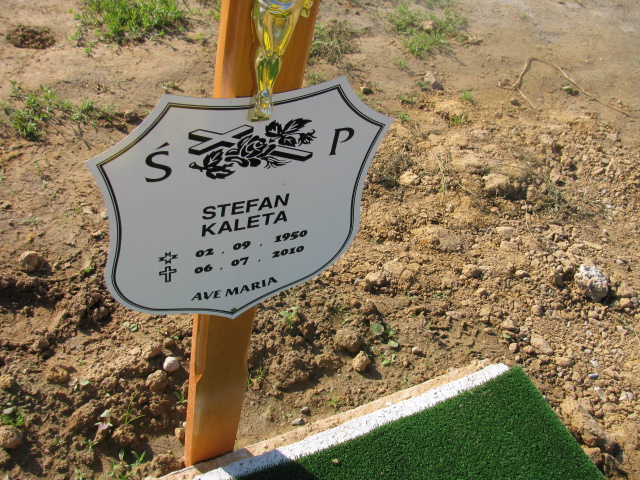 Ś P
STEFAN
KALETA
02 . 09 . 1950
06 . 07 . 2010
AVE MARIA